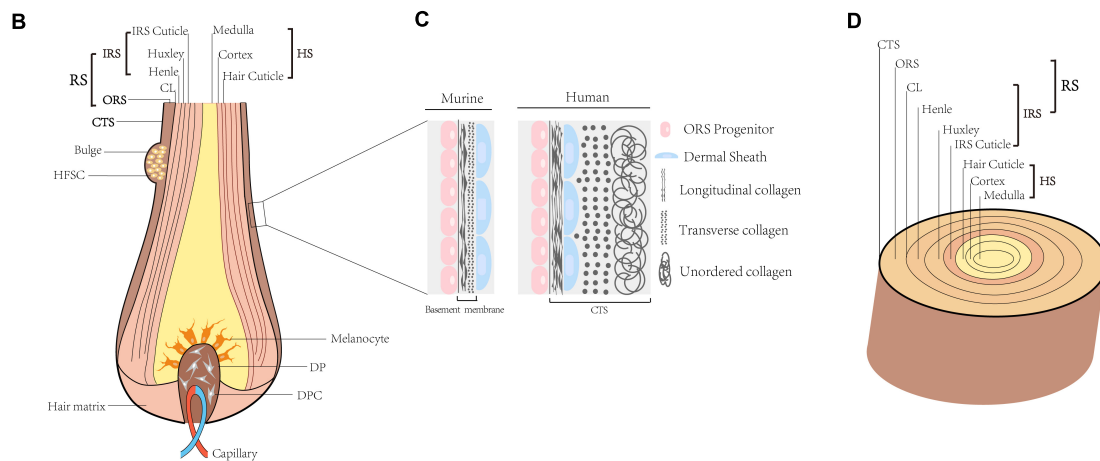 B
IRS Cuticle
Medulla
IRS
Huxley
Cortex
HS
RS
Henle
Hair Cuticle
CL
ORS
CTS
Bulge
HFSC
Melanocyte
DP
DPC
Hair matrix
Capillary
C
Murine
Human
ORS Progenitor
Dermal Sheath
Longitudinal collagen
Transverse collagen
Unordered collagen
Basement membrane
CTS
D
CTS
ORS
RS
CL
Henle
IRS
Huxley
IRS Cuticle
Hair Cuticle
Cortex
HS
Medulla